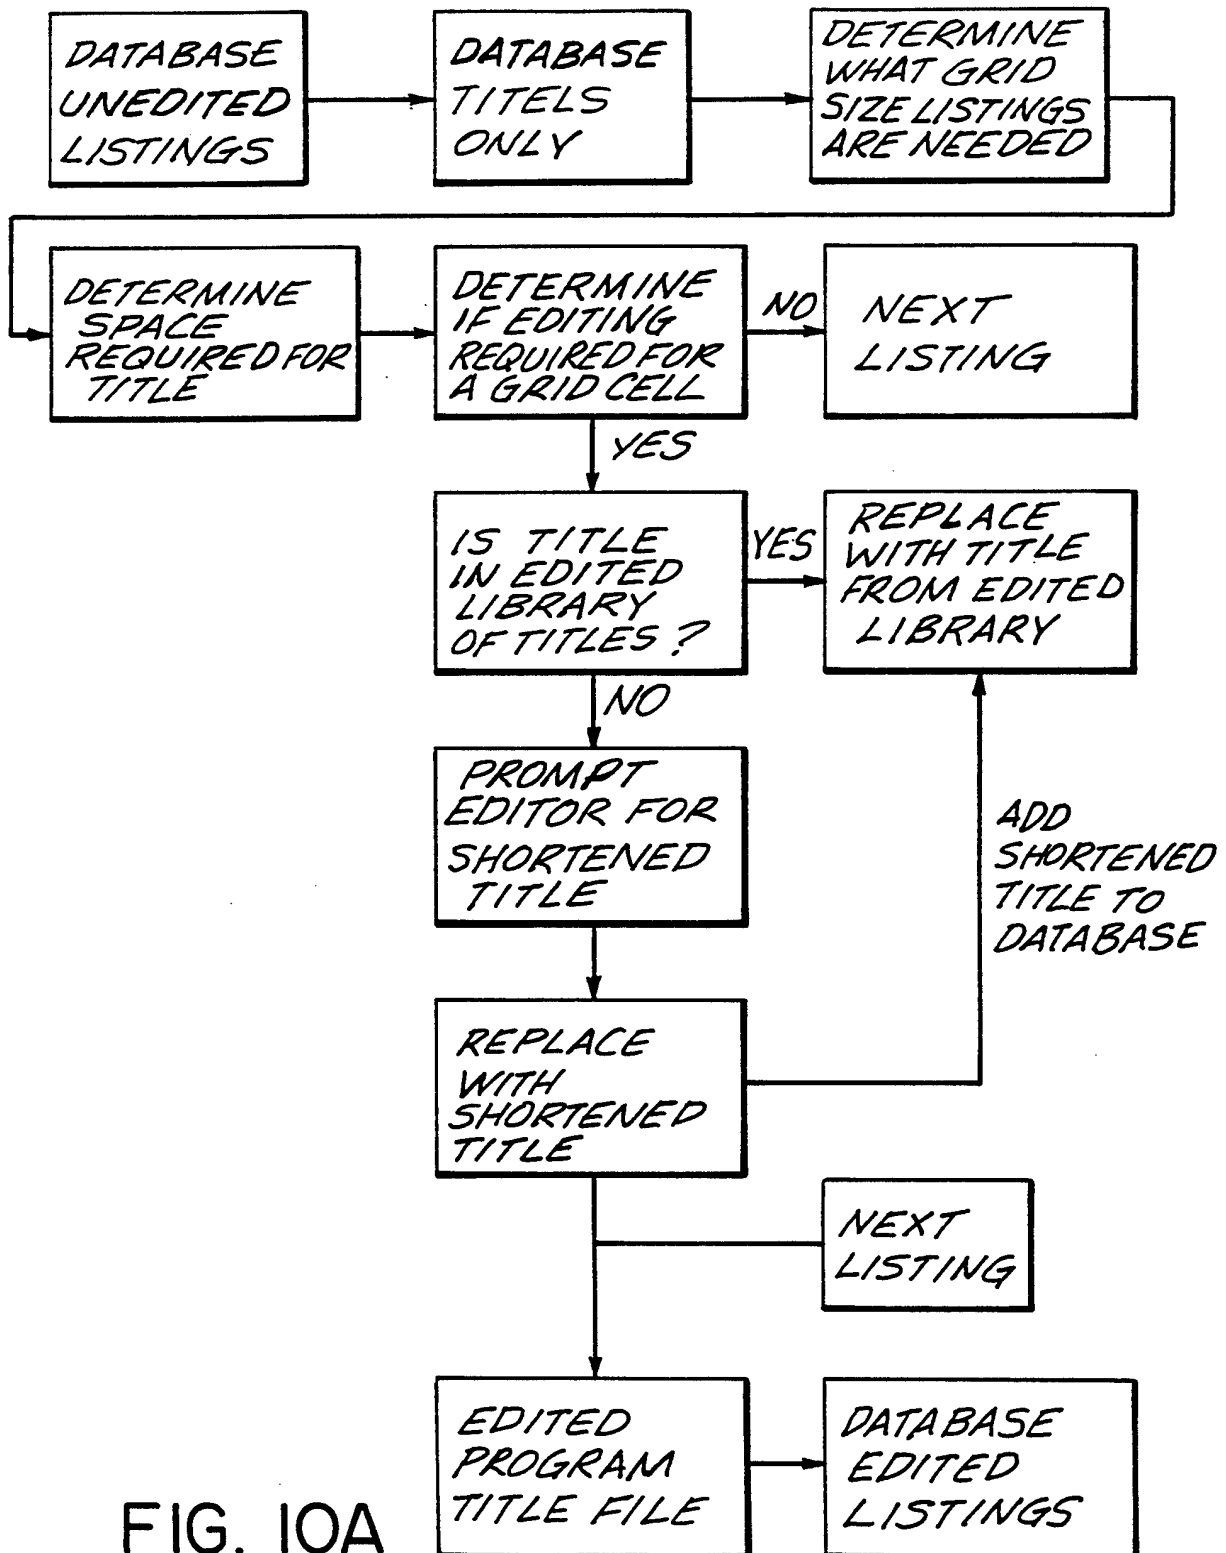 DATABASE
UNEDITED
LISTINGS
DATABASE
TITELS
ONLY
DETERMINE
WHAT GRID
SIZE LISTINGS
ARE NEEDED
DETERMINE
SPACE
REQUIRED FOR
TITLE
DETERMINE
IF EDITING
REQUIRED FOR
A GRID CELL
NO
NEXT
LISTING
YES
IS TITLE
IN EDITED
LIBRARY
OF TITLES?
YES
REPLACE
WITH TITLE
FROM EDITED
LIBRARY
NO
PROMPT
EDITOR FOR
SHORTENED
TITLE
ADD
SHORTENED
TITLE TO
DATABASE
REPLACE
WITH
SHORTENED
TITLE
NEXT
LISTING
EDITED
PROGRAM
TITLE FILE
DATABASE
EDITED
LISTINGS
FIG. 10A